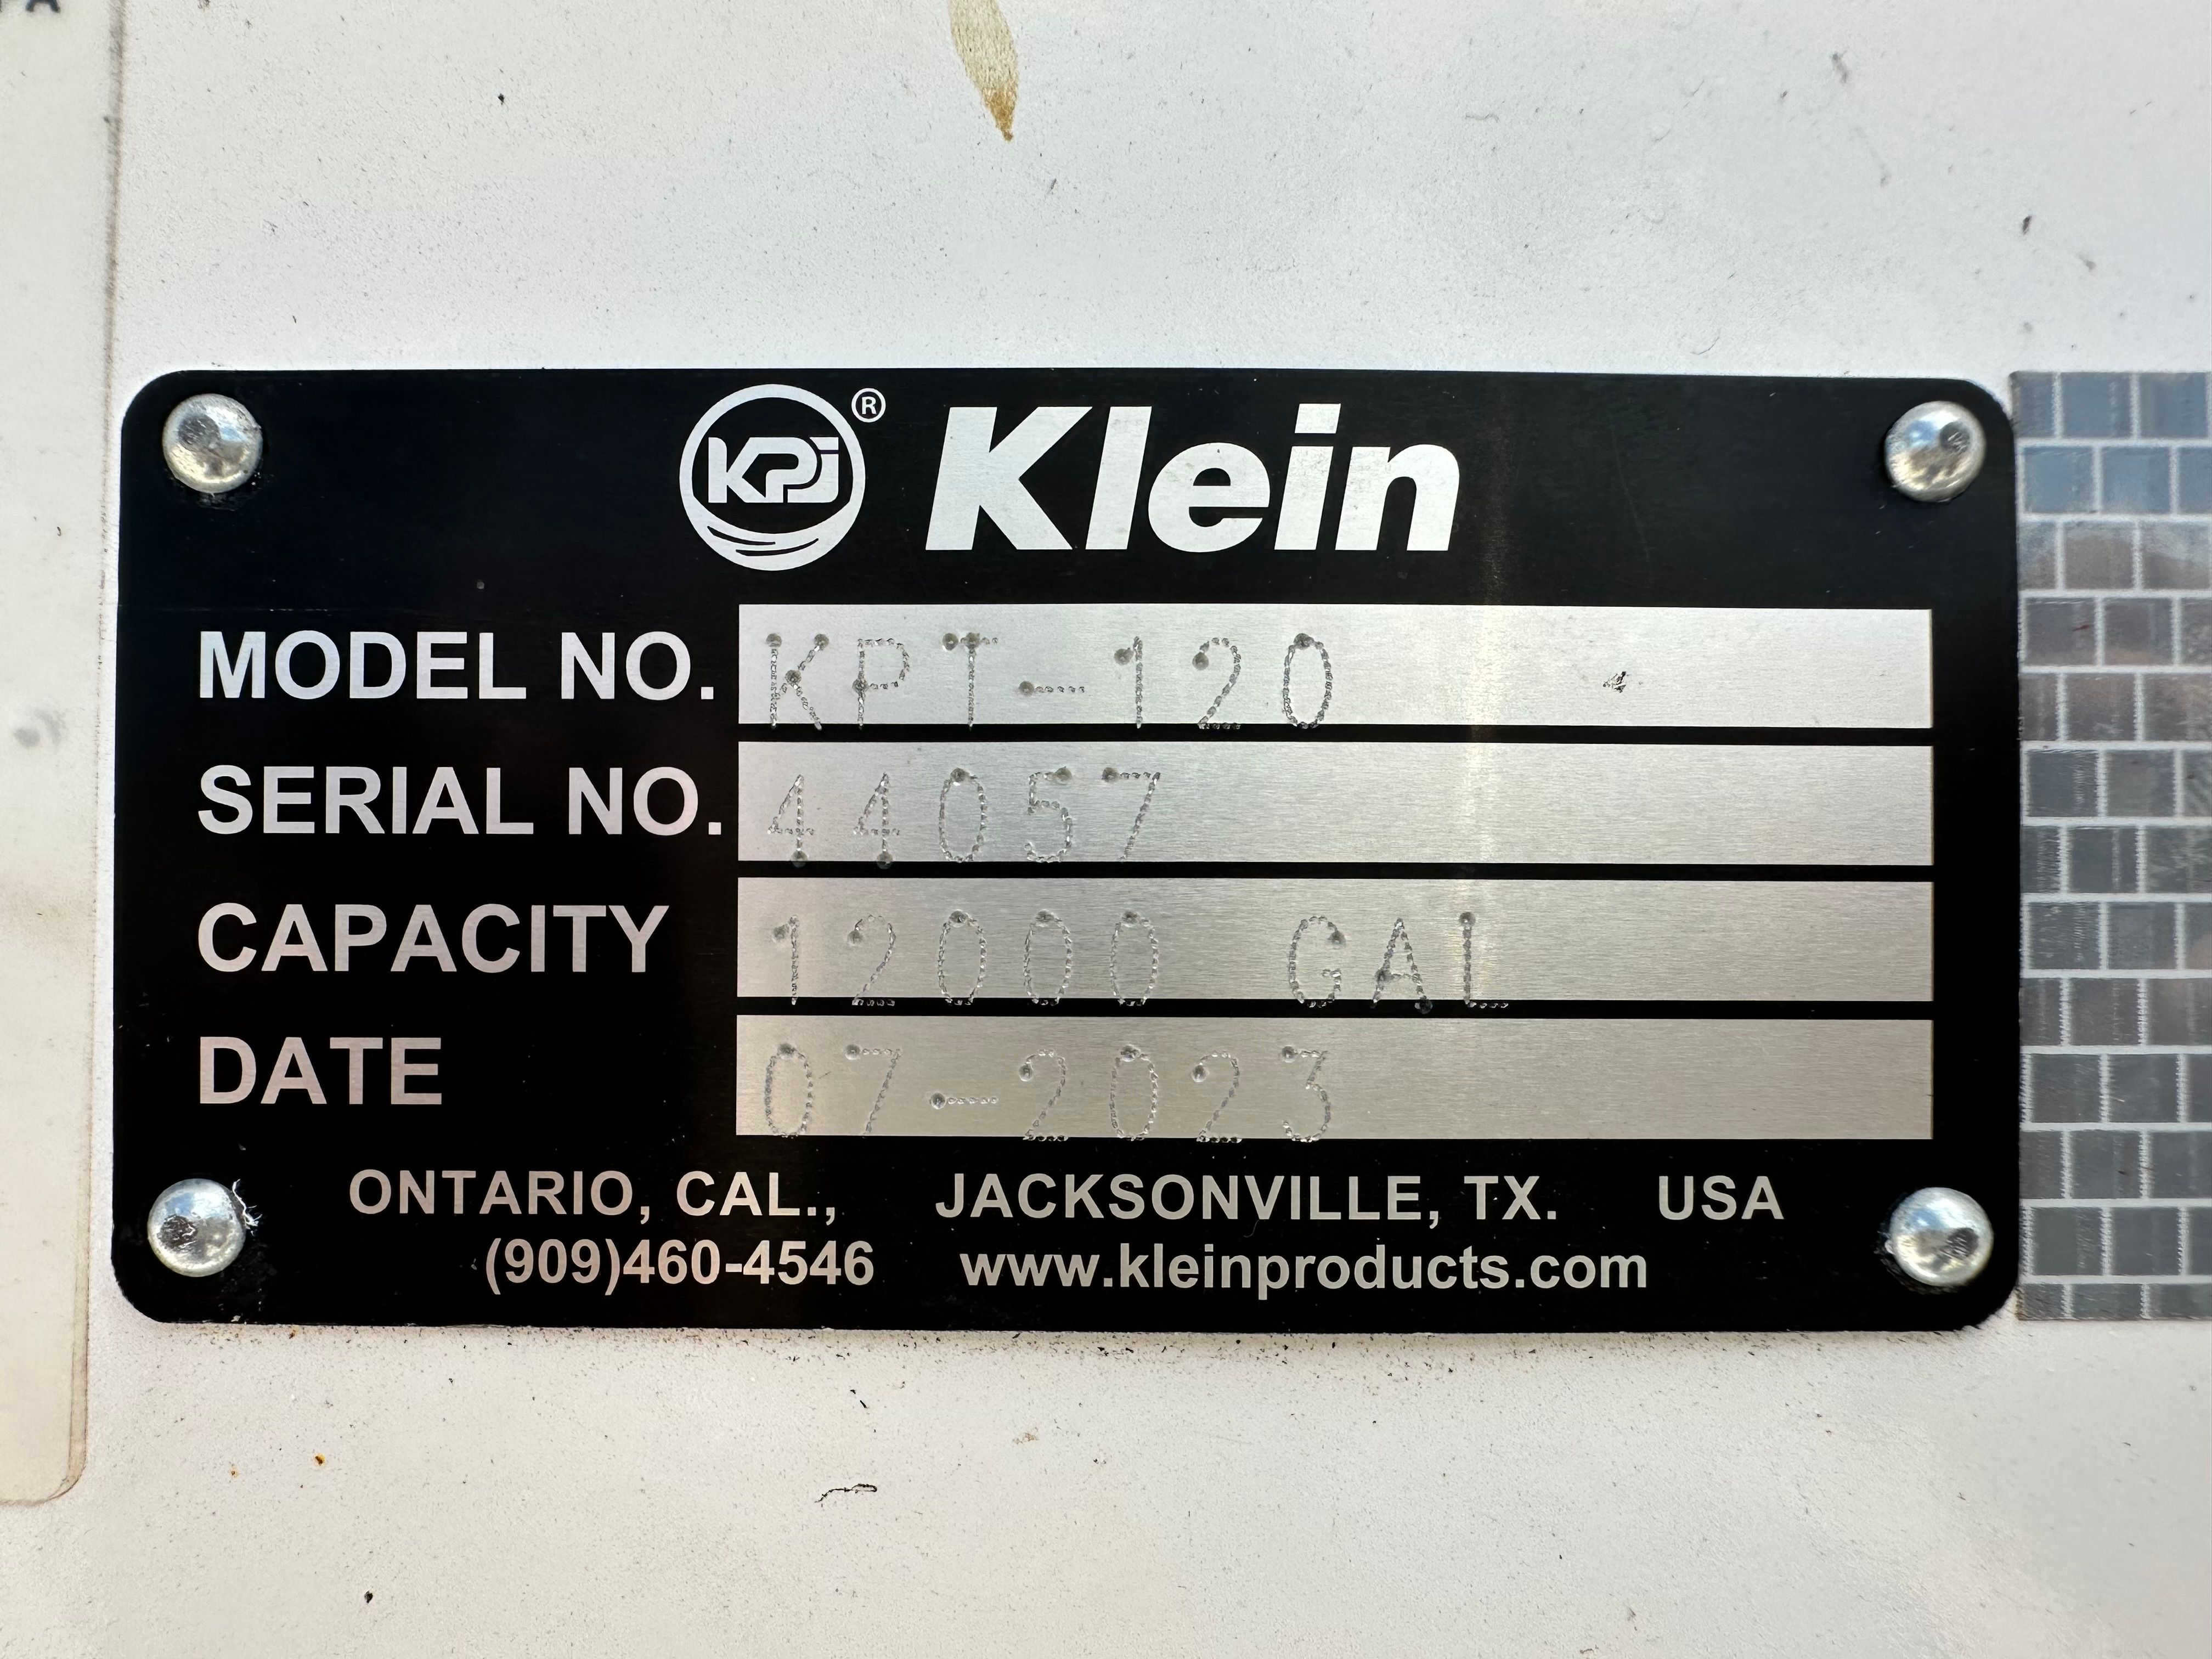 KPI ® Klein
MODEL NO. KPT-120
SERIAL NO. 44057
CAPACITY 12000 GAL
DATE 07-2023
ONTARIO, CAL., JACKSONVILLE, TX. USA
(909)460-4546 www.kleinproducts.com